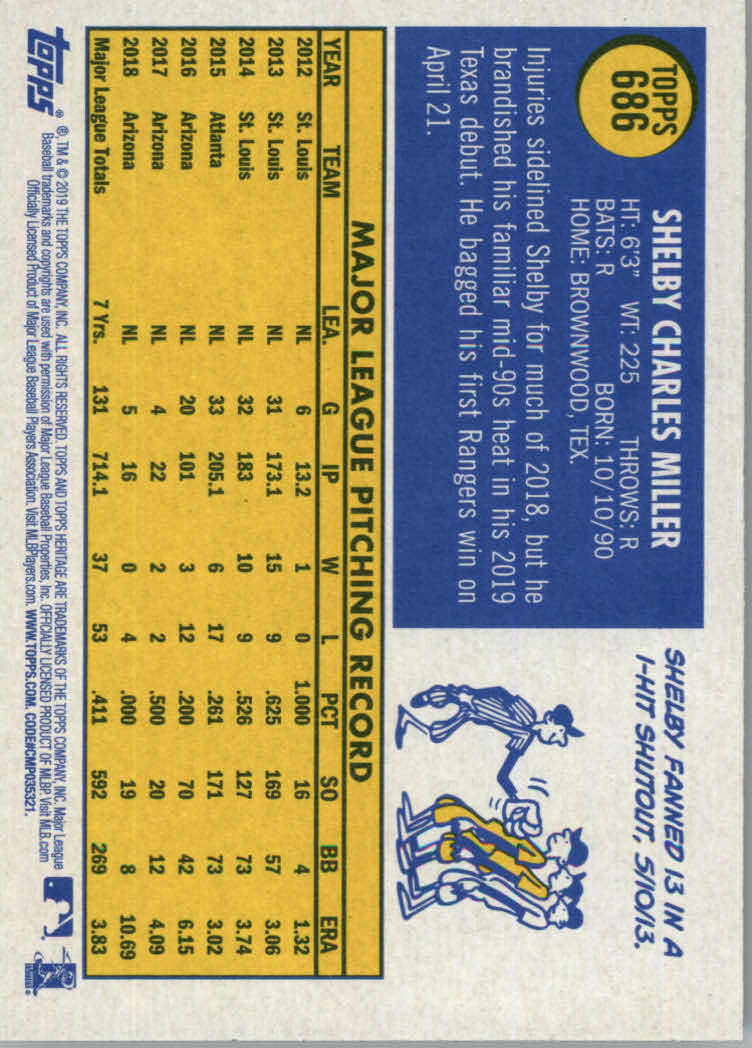 TOPPS
686
SHELBY CHARLES MILLER
HT: 6'3" WT: 225 THROWS: R
BATS: R BORN: 10/10/90
HOME: BROWNWOOD, TEX.
Injuries sidelined Shelby for much of 2018, but he
brandished his familiar mid-90s heat in his 2019
Texas debut. He bagged his first Rangers win on
April 21.
SHELBY FANNED 13 IN A
1-HIT SHUTOUT, 5/10/13.
MAJOR LEAGUE PITCHING RECORD
YEAR TEAM LEA. G IP W L PCT SO BB ERA
2012 St. Louis NL 6 13.2 1 0 1.000 16 4 1.32
2013 St. Louis NL 31 173.1 15 9 .625 169 57 3.06
2014 St. Louis NL 32 183 10 9 .526 127 73 3.74
2015 Atlanta NL 33 205.1 6 17 .261 171 73 3.02
2016 Arizona NL 20 101 3 12 .200 70 42 6.15
2017 Arizona NL 4 22 2 2 .500 20 12 4.09
2018 Arizona NL 5 16 0 4 .000 19 8 10.69
Major League Totals 7 Yrs. 131 714.1 37 53 .411 592 269 3.83
topps ® ®, TM & © 2019 THE TOPPS COMPANY, INC. ALL RIGHTS RESERVED. TOPPS AND TOPPS HERITAGE ARE TRADEMARKS OF THE TOPPS COMPANY, INC. Major League
Baseball trademarks and copyrights are used with permission of Major League Baseball Properties, Inc. OFFICIALLY LICENSED PRODUCT OF MLBP. Visit MLB.com
Officially Licensed Product of Major League Baseball Players Association. Visit MLBPlayers.com. WWW.TOPPS.COM. CODE#CMP035321.